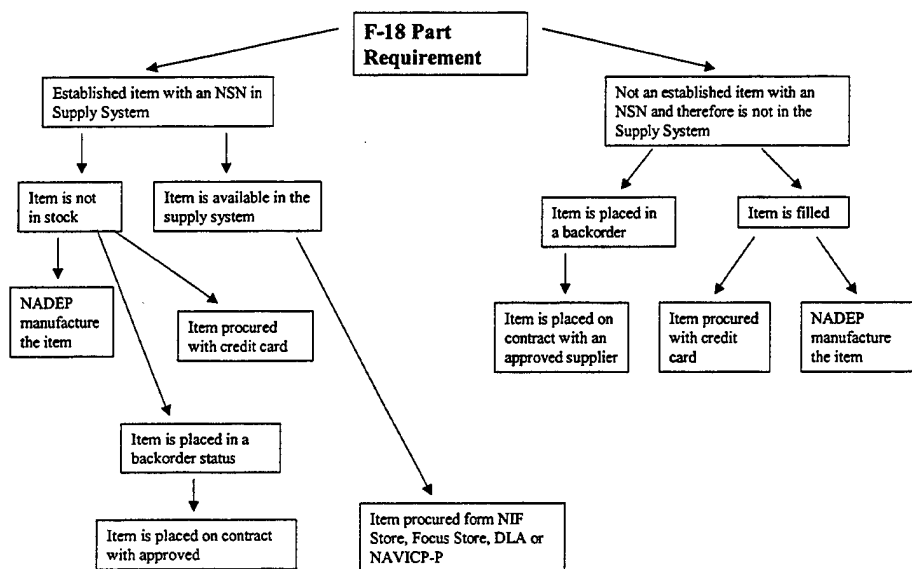 F-18 Part
Requirement
Established item with an NSN in
Supply System
Not an established item with an
NSN and therefore is not in the
Supply System
Item is not
in stock
Item is available in the
supply system
Item is placed in
a backorder
Item is filled
NADEP
manufacture
the item
Item procured
with credit card
Item is placed on
contract with an
approved supplier
Item procured
with credit
card
NADEP
manufacture
the item
Item is placed in a
backorder status
Item is placed on contract
with approved
Item procured form NIF
Store, Focus Store, DLA or
NAVICP-P